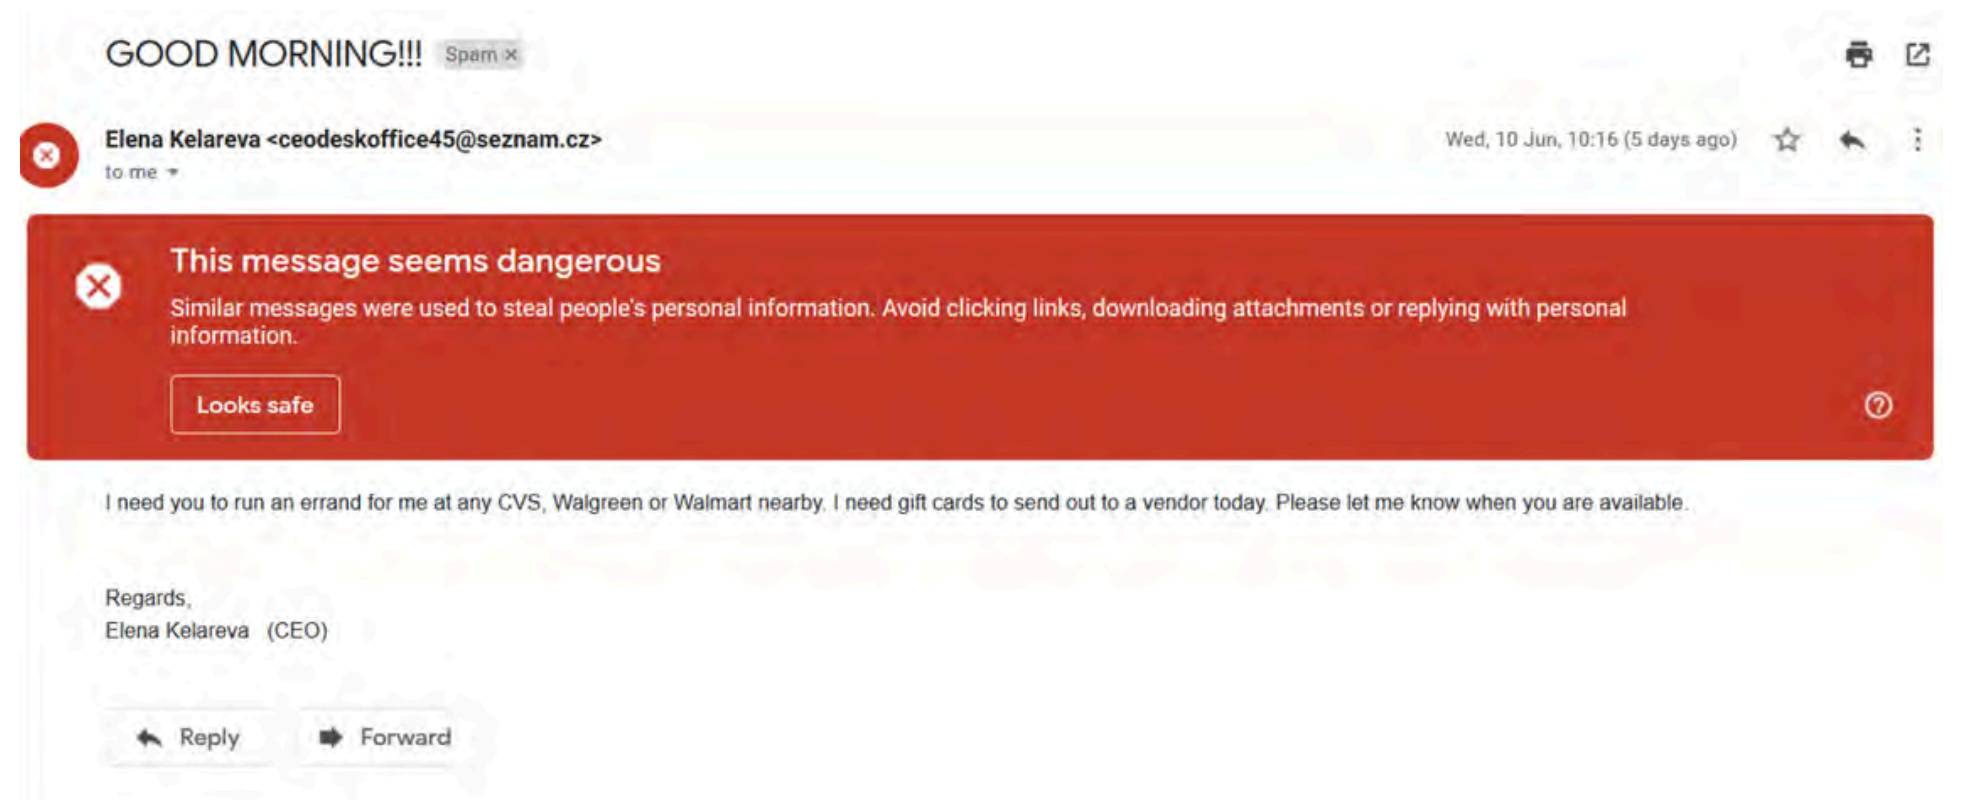 GOOD MORNING!!! Spam ×
Elena Kelareva <ceodeskoffice45@seznam.cz>
Wed, 10 Jun, 10:16 (5 days ago)
to me
This message seems dangerous
Similar messages were used to steal people's personal information. Avoid clicking links, downloading attachments or replying with personal
information.
Looks safe
I need you to run an errand for me at any CVS, Walgreen or Walmart nearby. I need gift cards to send out to a vendor today. Please let me know when you are available.
Regards,
Elena Kelareva (CEO)
Reply Forward